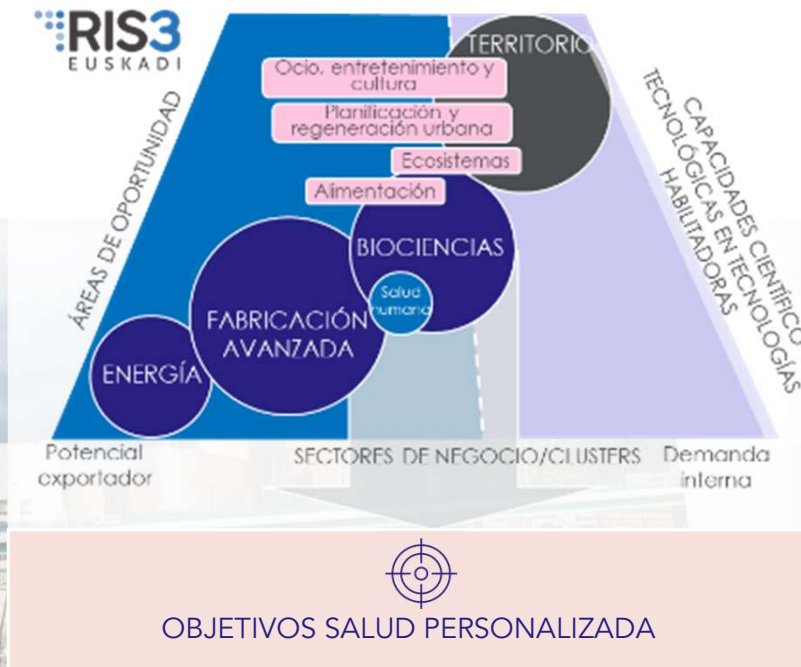 RIS3
EUSKADI
TERRITORIO
Ocio, entretenimiento y
cultura
Planificación y
regeneración urbana
Ecosistemas
Alimentación
ÁREAS DE OPORTUNIDAD
CAPACIDADES CIENTÍFICO
TECNOLÓGICAS EN TECNOLOGÍAS
HABILITADORAS
BIOCIENCIAS
Salud
humana
FABRICACIÓN
AVANZADA
ENERGÍA
Potencial
exportador
SECTORES DE NEGOCIO/CLUSTERS
Demanda
interna
OBJETIVOS SALUD PERSONALIZADA